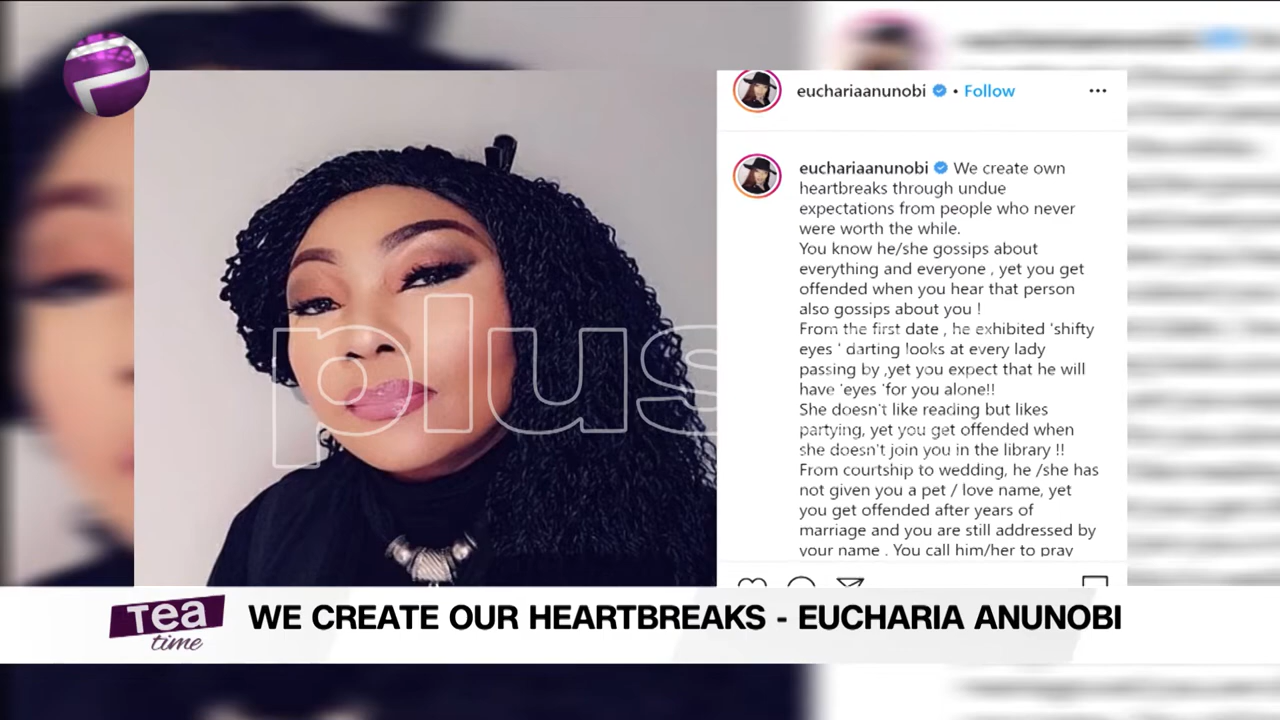 euchariaanunobi • Follow
euchariaanunobi We create own
heartbreaks through undue
expectations from people who never
were worth the while.
You know he/she gossips about
everything and everyone , yet you get
offended when you hear that person
also gossips about you !
From the first date , he exhibited 'shifty
eyes ' darting looks at every lady
passing by ,yet you expect that he will
have 'eyes 'for you alone!!
She doesn't like reading but likes
partying, yet you get offended when
she doesn't join you in the library !!
From courtship to wedding, he /she has
not given you a pet / love name, yet
you get offended after years of
marriage and you are still addressed by
your name . You call him/her to pray
plus
Tea
time
WE CREATE OUR HEARTBREAKS - EUCHARIA ANUNOBI